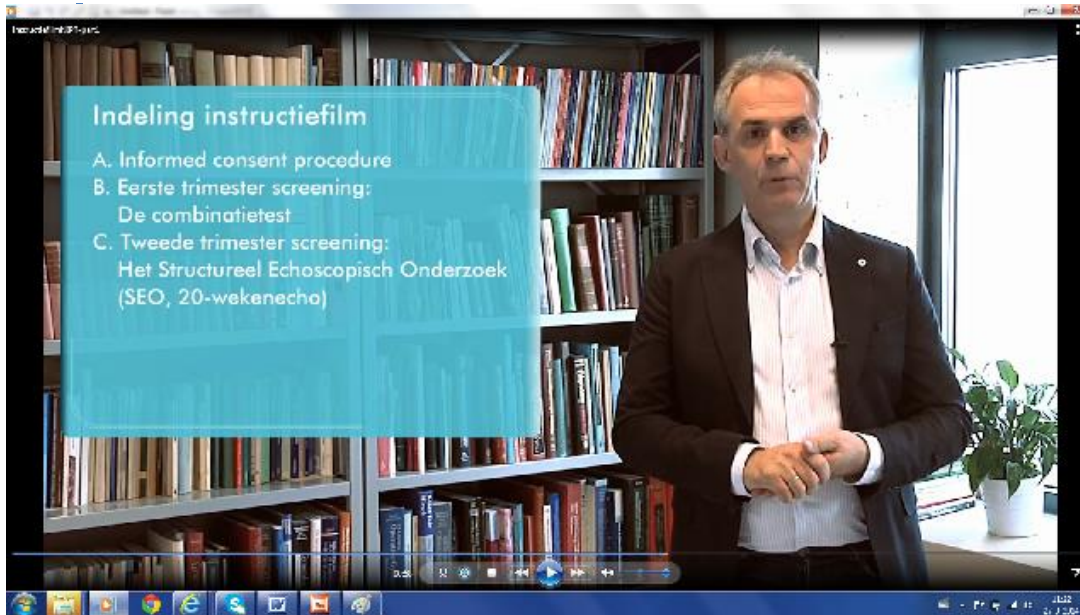 Indeling instructiefilm
A. Informed consent procedure
B. Eerste trimester screening:
De combinatietest
C. Tweede trimester screening:
Het Structureel Echoscopisch Onderzoek
(SEO, 20-wekenecho)